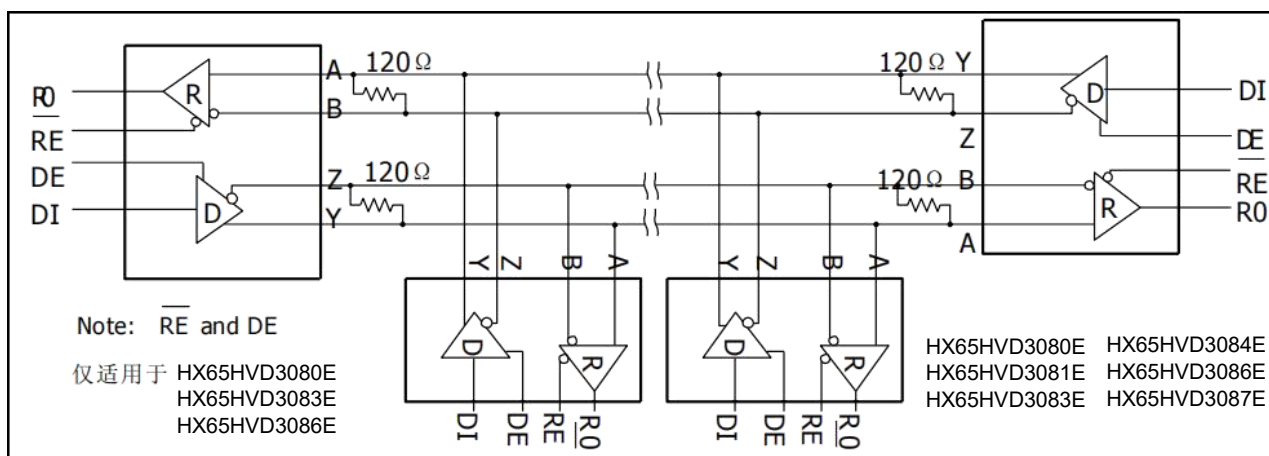 A 120Ω
120Ω Y
R0
R
D
DI
B
RE
Z
DE
DE
Z 120Ω
120Ω B
RE
DI
D
R
R0
Y
A
Y Z B A
Y Z B A
Note: RE and DE
D R
D R
仅适用于 HX65HVD3080E
HX65HVD3083E
HX65HVD3086E
HX65HVD3080E HX65HVD3084E
HX65HVD3081E HX65HVD3086E
HX65HVD3083E HX65HVD3087E
DI DE RE R0
DI DE RE R0